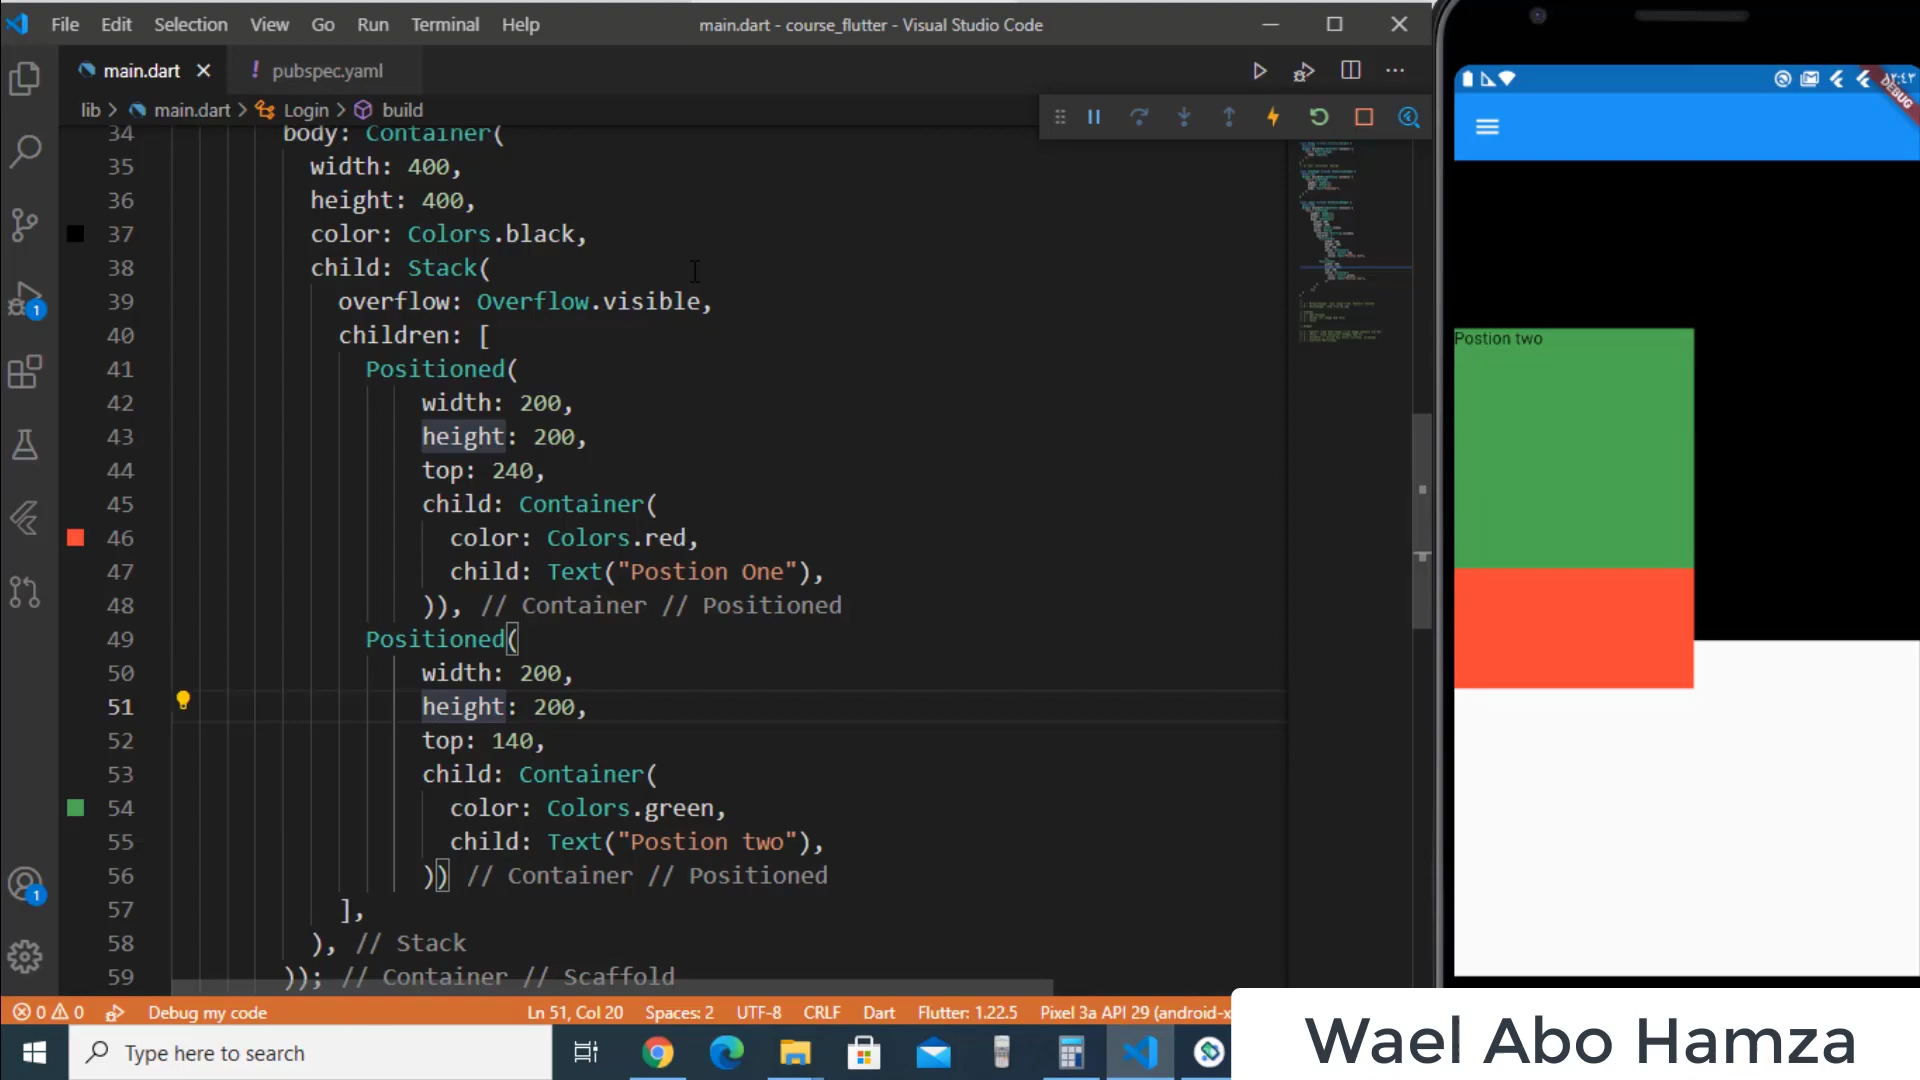 File Edit Selection View Go Run Terminal Help
main.dart - course_flutter - Visual Studio Code
main.dart
! pubspec.yaml
lib > main.dart > Login > build
34 body: Container(
35 width: 400,
36 height: 400,
37 color: Colors.black,
38 child: Stack(
39 overflow: Overflow.visible,
40 children: [
41 Positioned(
42 width: 200,
43 height: 200,
44 top: 240,
45 child: Container(
46 color: Colors.red,
47 child: Text("Postion One"),
48 )), // Container // Positioned
49 Positioned(
50 width: 200,
51 height: 200,
52 top: 140,
53 child: Container(
54 color: Colors.green,
55 child: Text("Postion two"),
56 )) // Container // Positioned
57 ],
58 ), // Stack
59 )); // Container // Scaffold
1
1
0 0 Debug my code
Ln 51, Col 20 Spaces: 2 UTF-8 CRLF Dart Flutter: 1.22.5 Pixel 3a API 29 (android-x
Type here to search
DEBUG
Postion two
Wael Abo Hamza